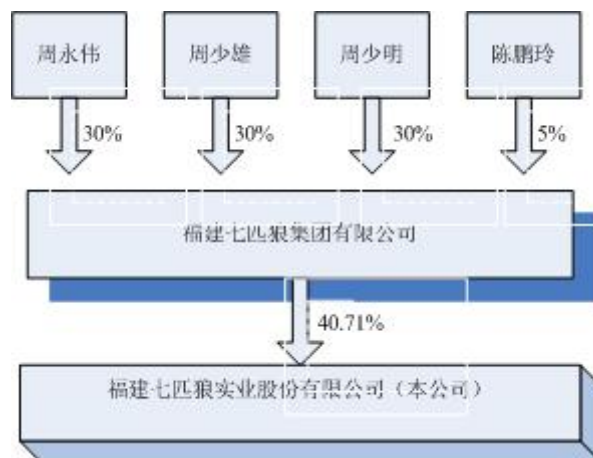 周永伟 周少雄 周少明 陈鹏玲
30% 30% 30% 5%
福建七匹狼集团有限公司
40.71%
福建七匹狼实业股份有限公司（本公司）